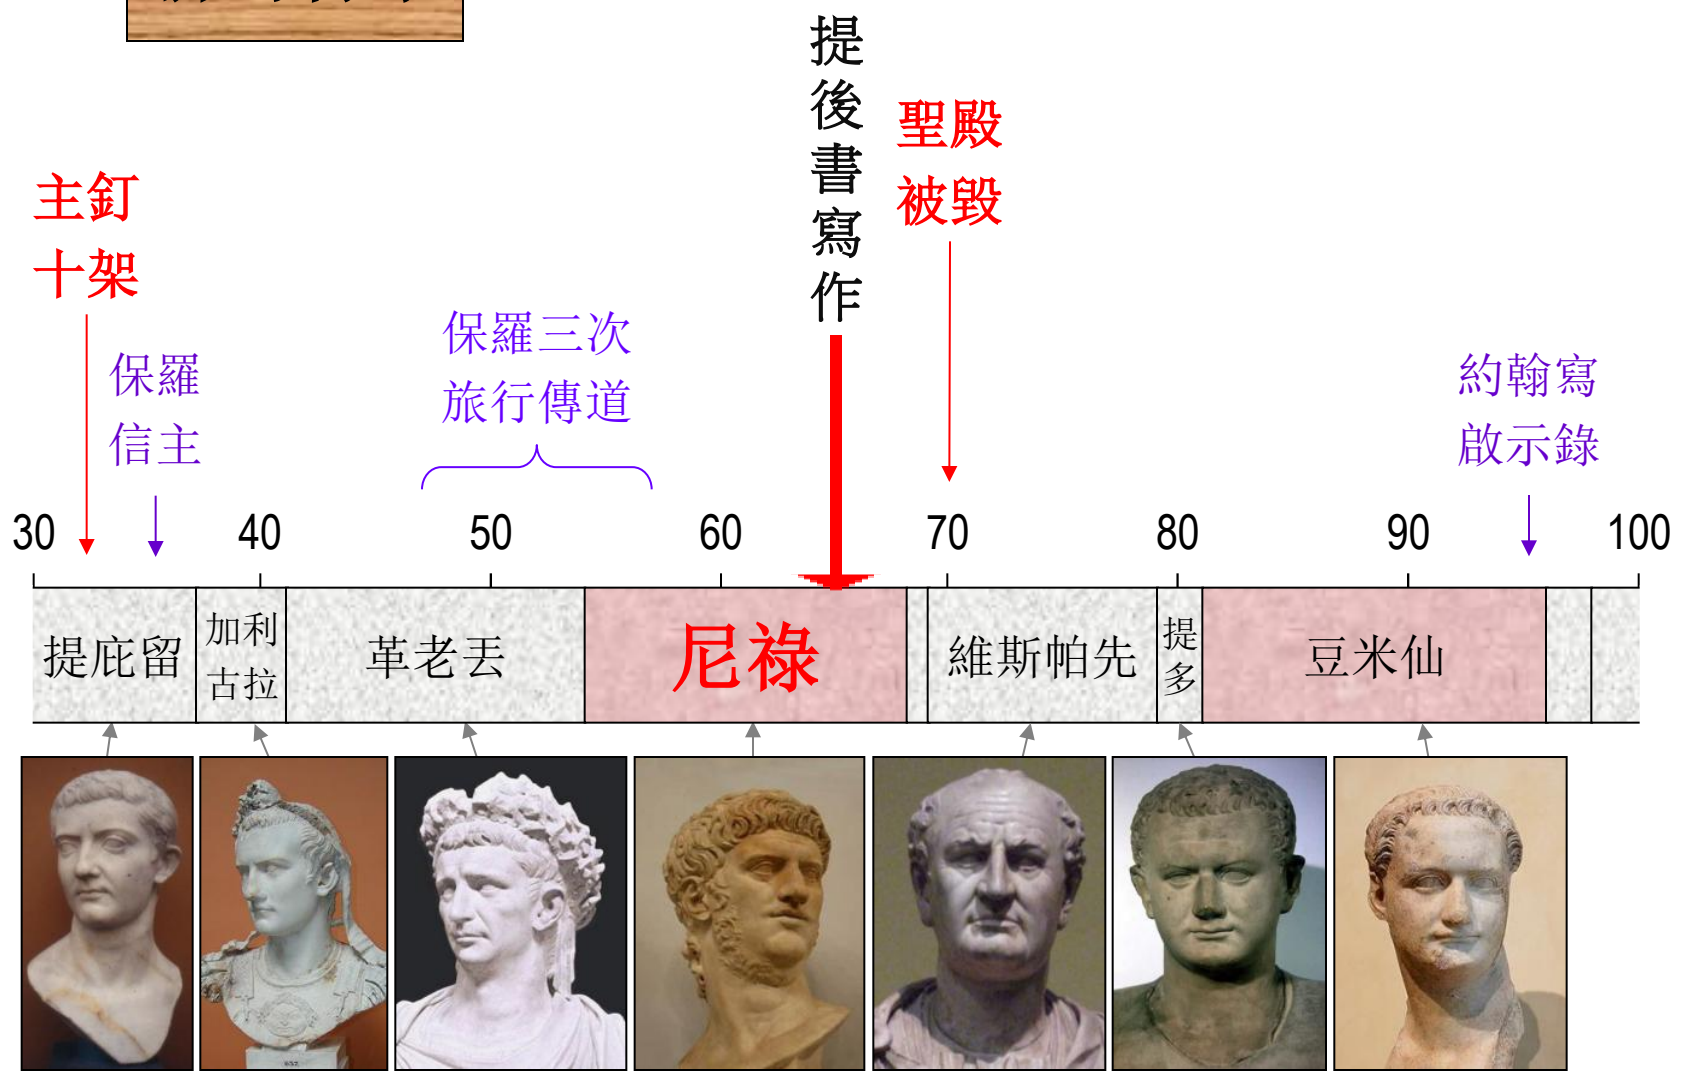 提
後
書
寫
作
聖殿
被毀
主釘
十架
保羅三次
旅行傳道
保羅
信主
約翰寫
啟示錄
30 40 50 60 70 80 90 100
提庇留
加利
古拉
革老丟
尼祿
維斯帕先
提
多
豆米仙